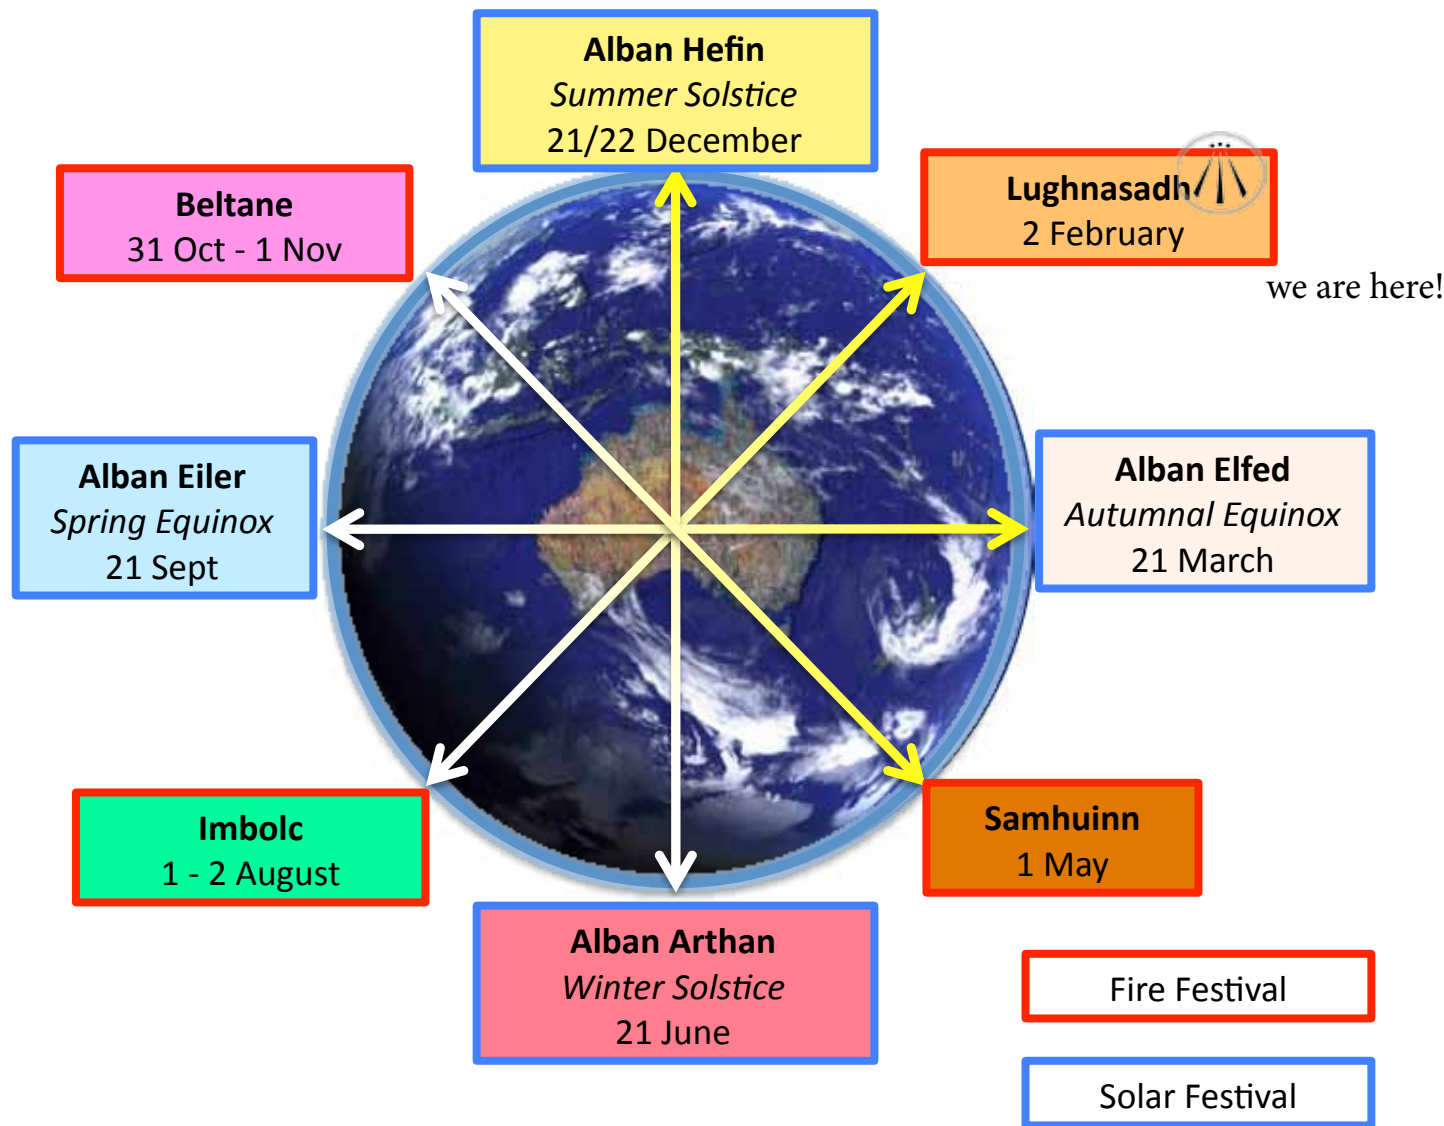 Alban Hefin
Summer Solstice
21/22 December
Beltane
31 Oct - 1 Nov
Lughnasadh
2 February
we are here!
Alban Eiler
Spring Equinox
21 Sept
Alban Elfed
Autumnal Equinox
21 March
Imbolc
1 - 2 August
Samhuinn
1 May
Alban Arthan
Winter Solstice
21 June
Fire Festival
Solar Festival